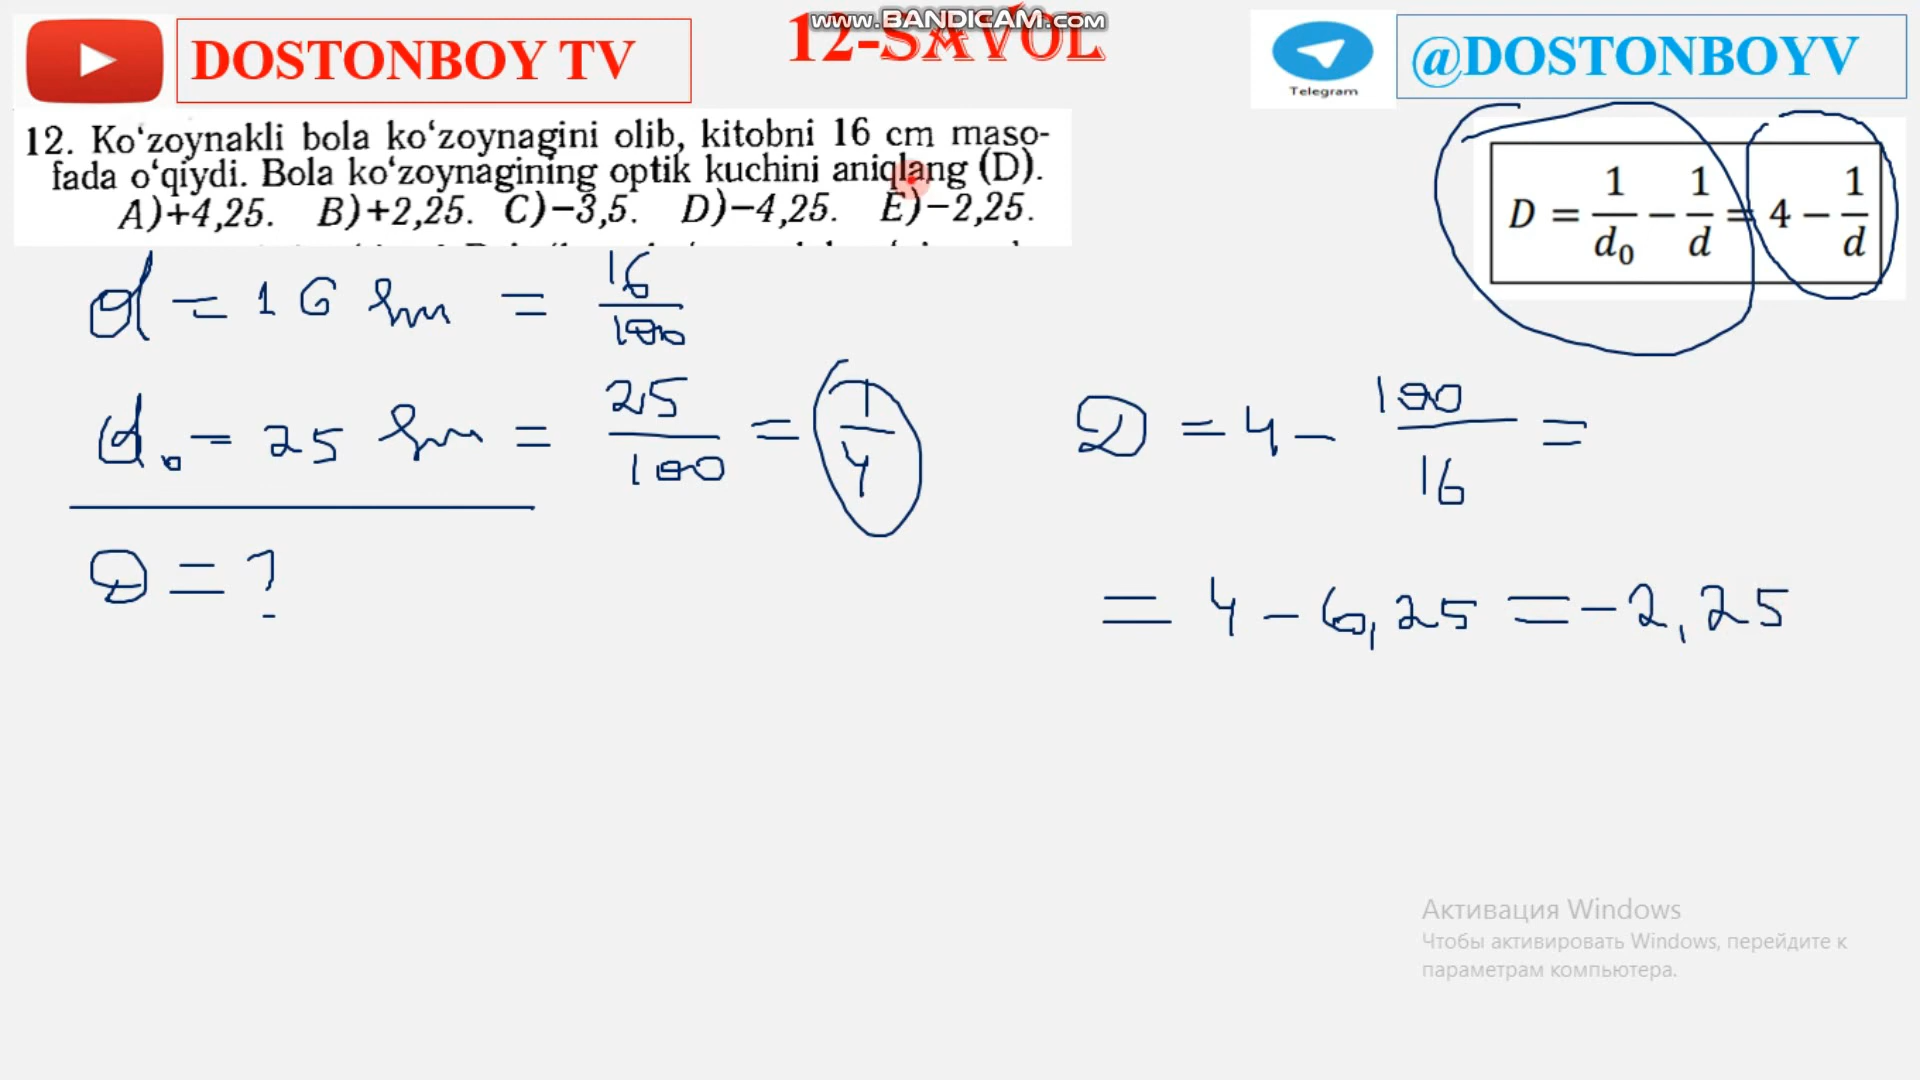 www.BANDICAM.com
DOSTONBOY TV
12-SAVOL
Telegram
@DOSTONBOYV
12. Ko‘zoynakli bola ko‘zoynagini olib, kitobni 16 cm maso-
fada o‘qiydi. Bola ko‘zoynagining optik kuchini aniqlang (D).
A)+4,25. B)+2,25. C)−3,5. D)−4,25. E)−2,25.
D = 1/d₀ − 1/d = 4 − 1/d
d = 16 sm = 16/100
d₀ − 25 sm = 25/100 = 1/4
D = ?
D = 4 − 100/16 =
= 4 − 6,25 = −2,25
Активация Windows
Чтобы активировать Windows, перейдите к
параметрам компьютера.